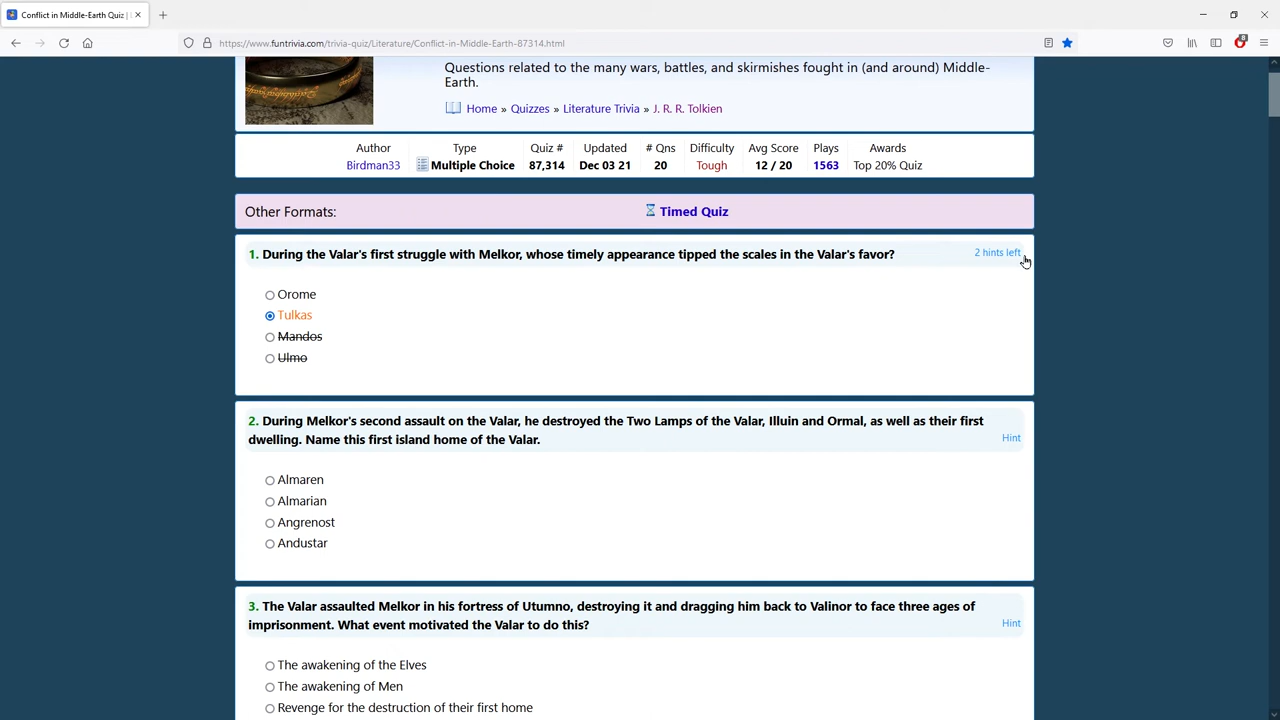 Conflict in Middle-Earth Quiz |
https://www.funtrivia.com/trivia-quiz/Literature/Conflict-in-Middle-Earth-87314.html
Questions related to the many wars, battles, and skirmishes fought in (and around) Middle-
Earth.
Home » Quizzes » Literature Trivia » J. R. R. Tolkien
Author Type Quiz # Updated # Qns Difficulty Avg Score Plays Awards
Birdman33 Multiple Choice 87,314 Dec 03 21 20 Tough 12 / 20 1563 Top 20% Quiz
Other Formats: Timed Quiz
1. During the Valar's first struggle with Melkor, whose timely appearance tipped the scales in the Valar's favor? 2 hints left
Orome
Tulkas
Mandos
Ulmo
2. During Melkor's second assault on the Valar, he destroyed the Two Lamps of the Valar, Illuin and Ormal, as well as their first
dwelling. Name this first island home of the Valar.
Hint
Almaren
Almarian
Angrenost
Andustar
3. The Valar assaulted Melkor in his fortress of Utumno, destroying it and dragging him back to Valinor to face three ages of
imprisonment. What event motivated the Valar to do this?
Hint
The awakening of the Elves
The awakening of Men
Revenge for the destruction of their first home